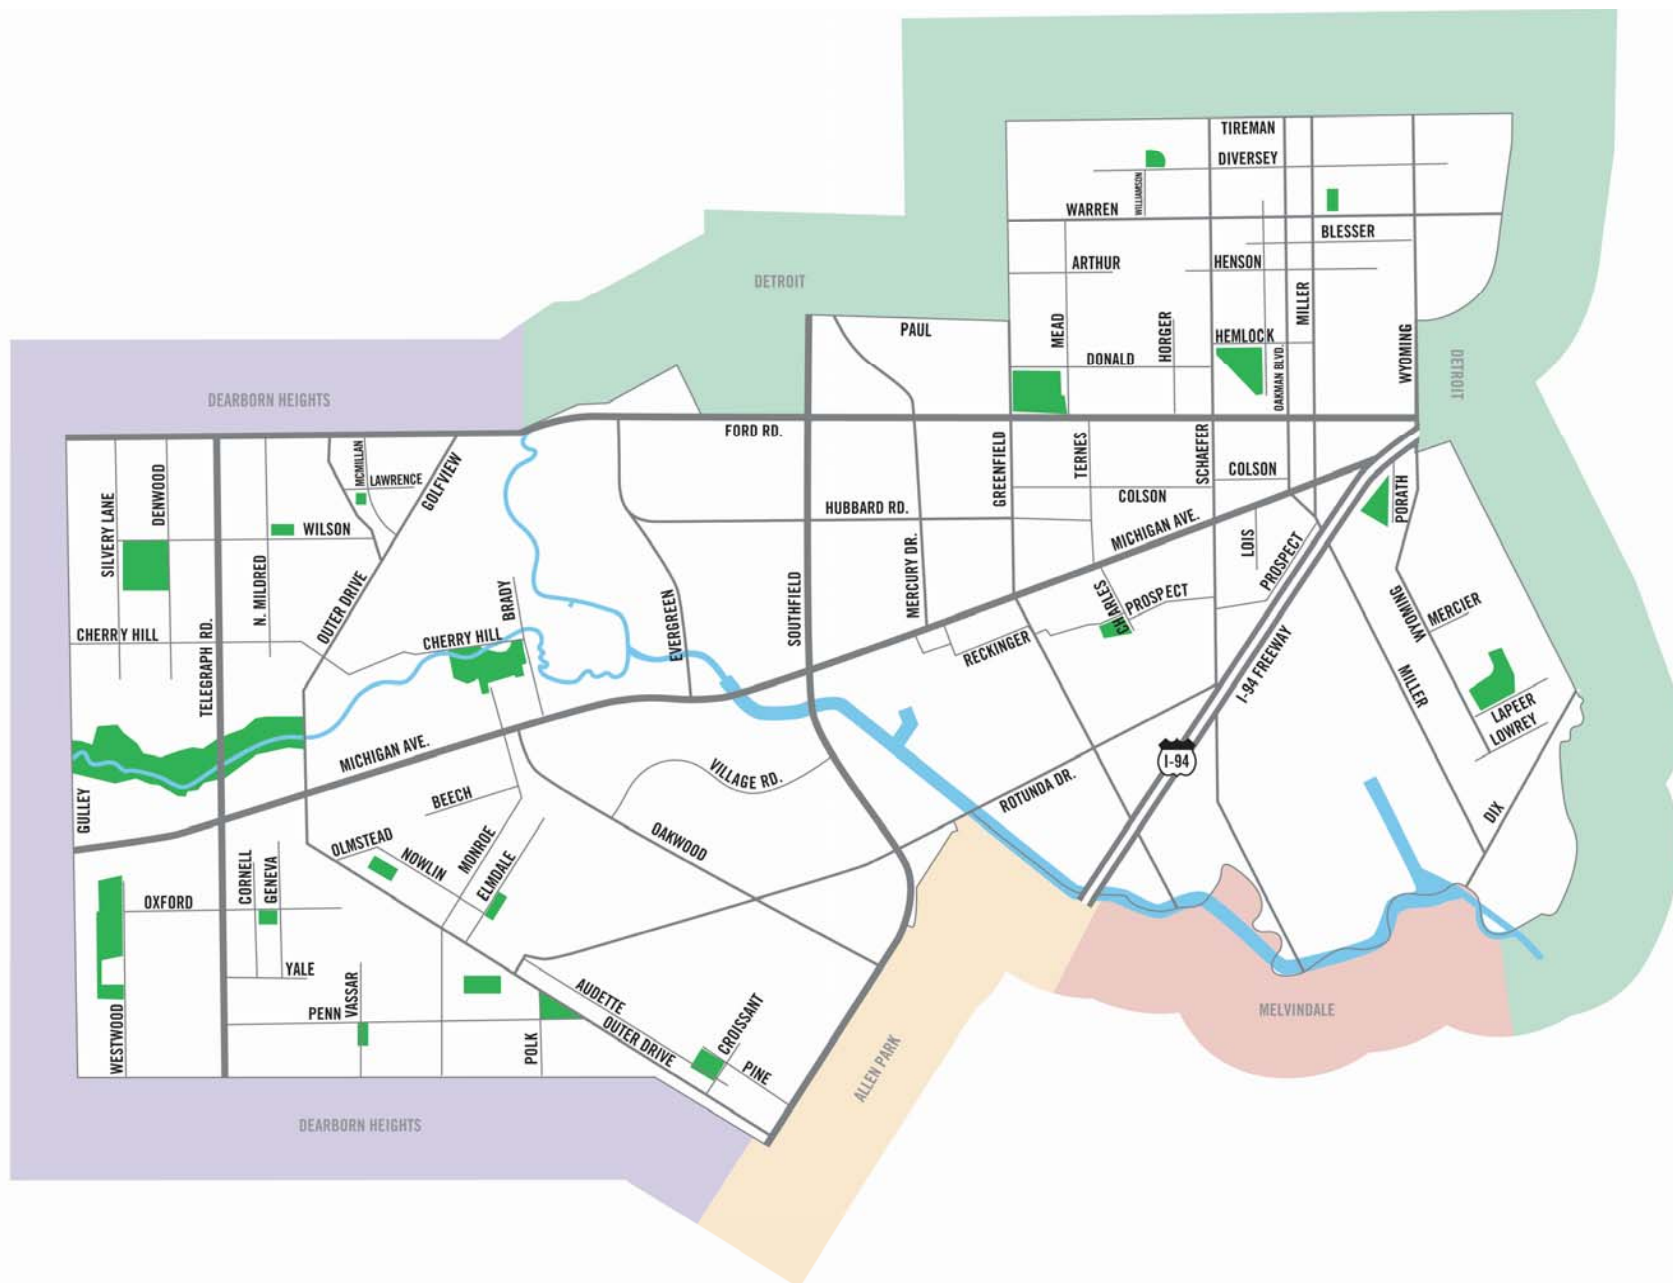 TIREMAN
DIVERSEY
WILLIAMSON
WARREN
BLESSER
ARTHUR
HENSON
DETROIT
MILLER
PAUL
MEAD
HORGER
HEMLOCK
WYOMING
DONALD
OAKMAN BLVD.
DETROIT
DEARBORN HEIGHTS
FORD RD.
MCMILLAN
LAWRENCE
GOLFVIEW
GREENFIELD
TERNES
SCHAEFER
COLSON
COLSON
SILVERY LANE
DENWOOD
WILSON
HUBBARD RD.
MICHIGAN AVE.
PORATH
LOIS
PROSPECT
N. MILDRED
OUTER DRIVE
BRADY
MERCURY DR.
SOUTHFIELD
EVERGREEN
CHARLES
PROSPECT
WYOMING
MERCIER
CHERRY HILL
CHERRY HILL
TELEGRAPH RD.
RECKINGER
I-94 FREEWAY
MILLER
LAPEER
LOWREY
MICHIGAN AVE.
I-94
VILLAGE RD.
ROTUNDA DR.
GULLEY
BEECH
DIX
OLMSTEAD
NOWLIN
MONROE
ELMDALE
OAKWOOD
CORNELL
GENEVA
OXFORD
YALE
VASSAR
PENN
WESTWOOD
POLK
AUDETTE
OUTER DRIVE
CROISSANT
PINE
MELVINDALE
ALLEN PARK
DEARBORN HEIGHTS